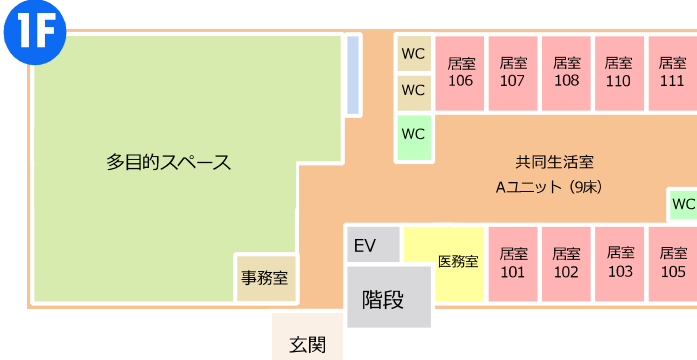 1F
WC
居室
106
居室
107
居室
108
居室
110
居室
111
WC
WC
多目的スペース
共同生活室
Aユニット（9床）
WC
EV
医務室
居室
101
居室
102
居室
103
居室
105
事務室
階段
玄関